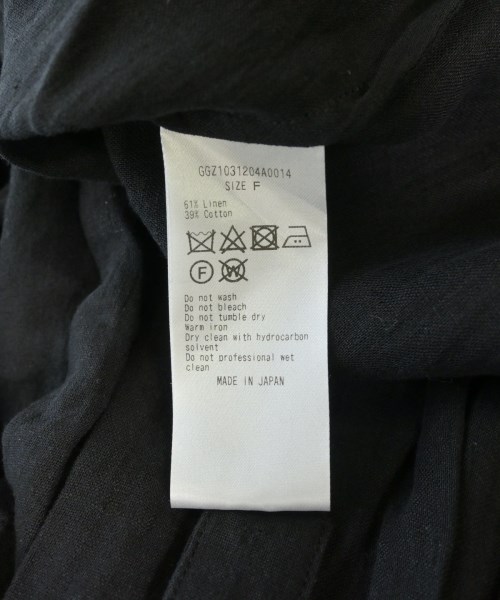 GGZ1031204A0014
SIZE F
61% Linen
39% Cotton
F W
Do not wash
Do not bleach
Do not tumble dry
Warm iron
Dry clean with hydrocarbon
solvent
Do not professional wet
clean
MADE IN JAPAN